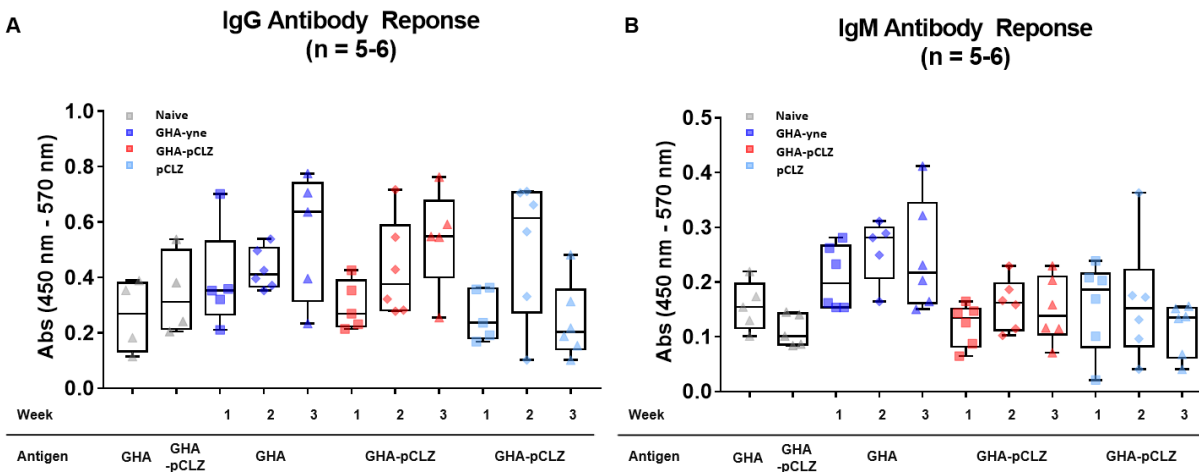 A
IgG Antibody Reponse
(n = 5-6)
Abs (450 nm - 570 nm)
1.0
0.8
0.6
0.4
0.2
0.0
Naive
GHA-yne
GHA-pCLZ
pCLZ
Week 1 2 3 1 2 3 1 2 3
Antigen GHA GHA -pCLZ GHA GHA-pCLZ GHA-pCLZ
B
IgM Antibody Reponse
(n = 5-6)
Abs (450 nm - 570 nm)
0.5
0.4
0.3
0.2
0.1
0.0
Naive
GHA-yne
GHA-pCLZ
pCLZ
Week 1 2 3 1 2 3 1 2 3
Antigen GHA GHA -pCLZ GHA GHA-pCLZ GHA-pCLZ